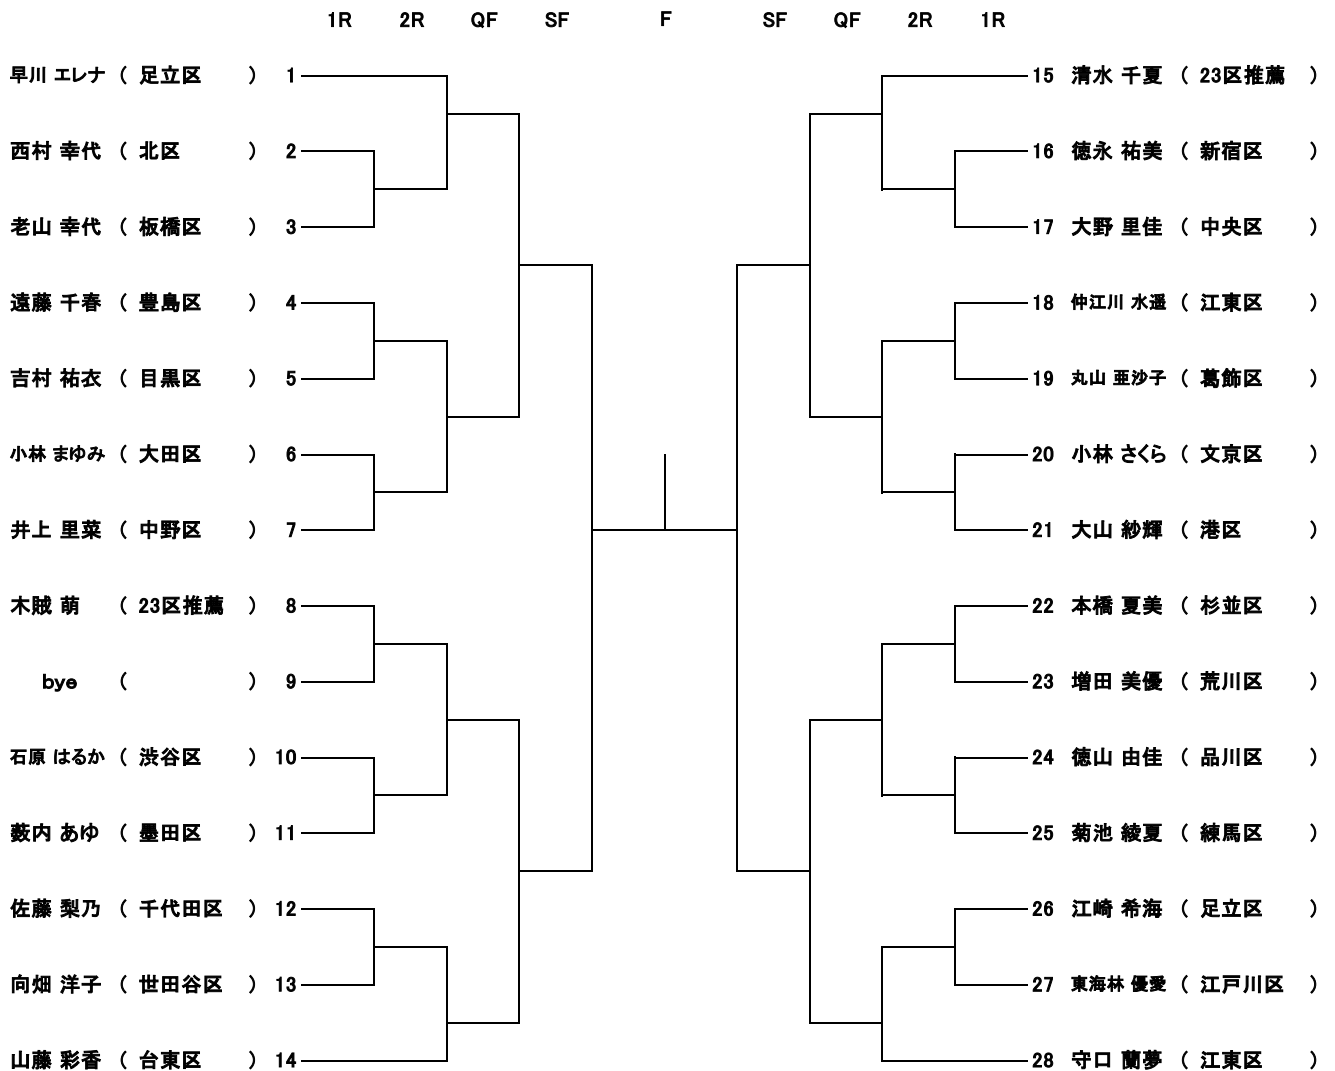 1R 2R QF SF F SF QF 2R 1R
早川 エレナ ( 足立区 ) 1 15 清水 千夏 ( 23区推薦 )
西村 幸代 ( 北区 ) 2 16 徳永 祐美 ( 新宿区 )
老山 幸代 ( 板橋区 ) 3 17 大野 里佳 ( 中央区 )
遠藤 千春 ( 豊島区 ) 4 18 仲江川 水遥 ( 江東区 )
吉村 祐衣 ( 目黒区 ) 5 19 丸山 亜沙子 ( 葛飾区 )
小林 まゆみ ( 大田区 ) 6 20 小林 さくら ( 文京区 )
井上 里菜 ( 中野区 ) 7 21 大山 紗輝 ( 港区 )
木賊 萌 ( 23区推薦 ) 8 22 本橋 夏美 ( 杉並区 )
bye ( ) 9 23 増田 美優 ( 荒川区 )
石原 はるか ( 渋谷区 ) 10 24 徳山 由佳 ( 品川区 )
薮内 あゆ ( 墨田区 ) 11 25 菊池 綾夏 ( 練馬区 )
佐藤 梨乃 ( 千代田区 ) 12 26 江崎 希海 ( 足立区 )
向畑 洋子 ( 世田谷区 ) 13 27 東海林 優愛 ( 江戸川区 )
山藤 彩香 ( 台東区 ) 14 28 守口 蘭夢 ( 江東区 )